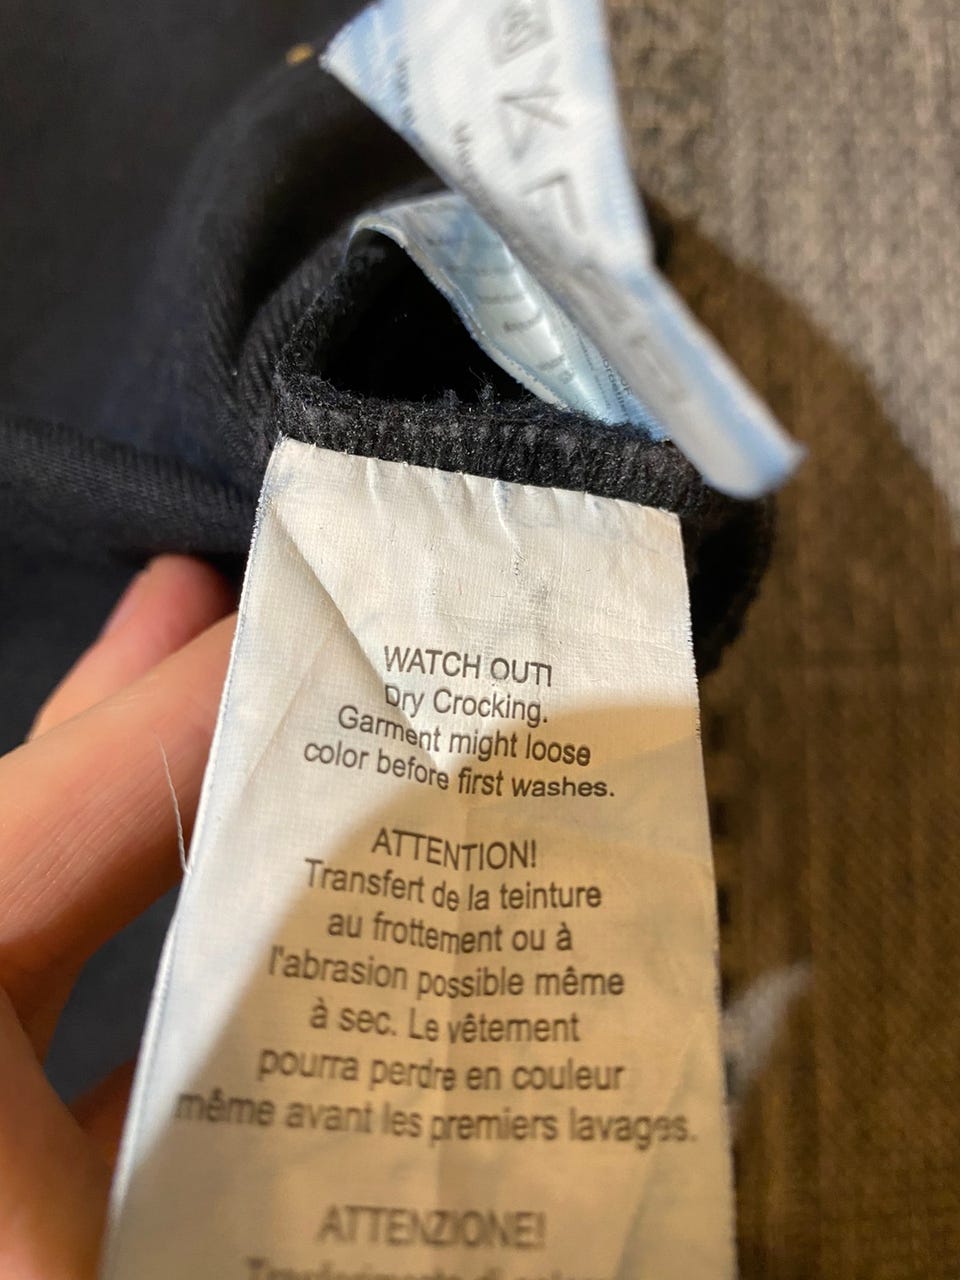 WATCH OUT!
Dry Crocking.
Garment might loose
color before first washes.
ATTENTION!
Transfert de la teinture
au frottement ou à
l'abrasion possible même
à sec. Le vêtement
pourra perdre en couleur
même avant les premiers lavages.
ATTENZIONE!